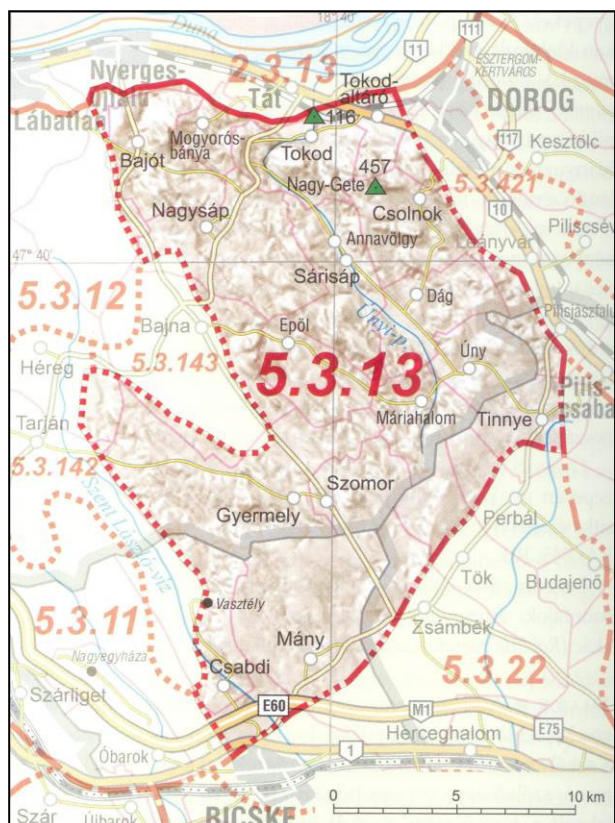 18°40'
Duna
111
11
ESZTERGOM-
KERTVÁROS
Nyerges-
újfalu
2.3.13
Tát
Tokod-
altáró
DOROG
Lábatlan
116
Mogyorós-
bánya
Bajót
Tokod
117
Kesztölc
457
Nagy-Gete
5.3.421
Nagysáp
Csolnok
10
Piliscsév
Annavölgy
Leányvár
47° 40'
Sárisáp
5.3.12
Dág
Pilisjászfalu
Bajna
Epöl
Únyi-p.
Héreg
5.3.143
5.3.13
Úny
Pilis-
csaba
Máriahalom
Tinnye
Tarján
5.3.142
Szomor
Gyermely
Szent László-víz
Perbál
Tök
Budajenő
Vasztély
5.3.11
Zsámbék
Nagyegyháza
Mány
5.3.22
Csabdi
Szárliget
E60
M1
E75
Óbarok
1
Herceghalom
Szár
Újbarok
BICSKE
0 5 10 km